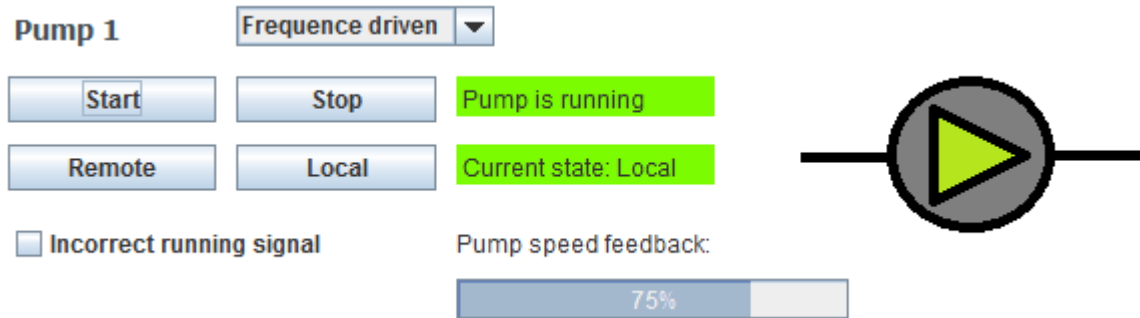 Pump 1
Frequence driven
Start
Stop
Pump is running
Remote
Local
Current state: Local
Incorrect running signal
Pump speed feedback:
75%